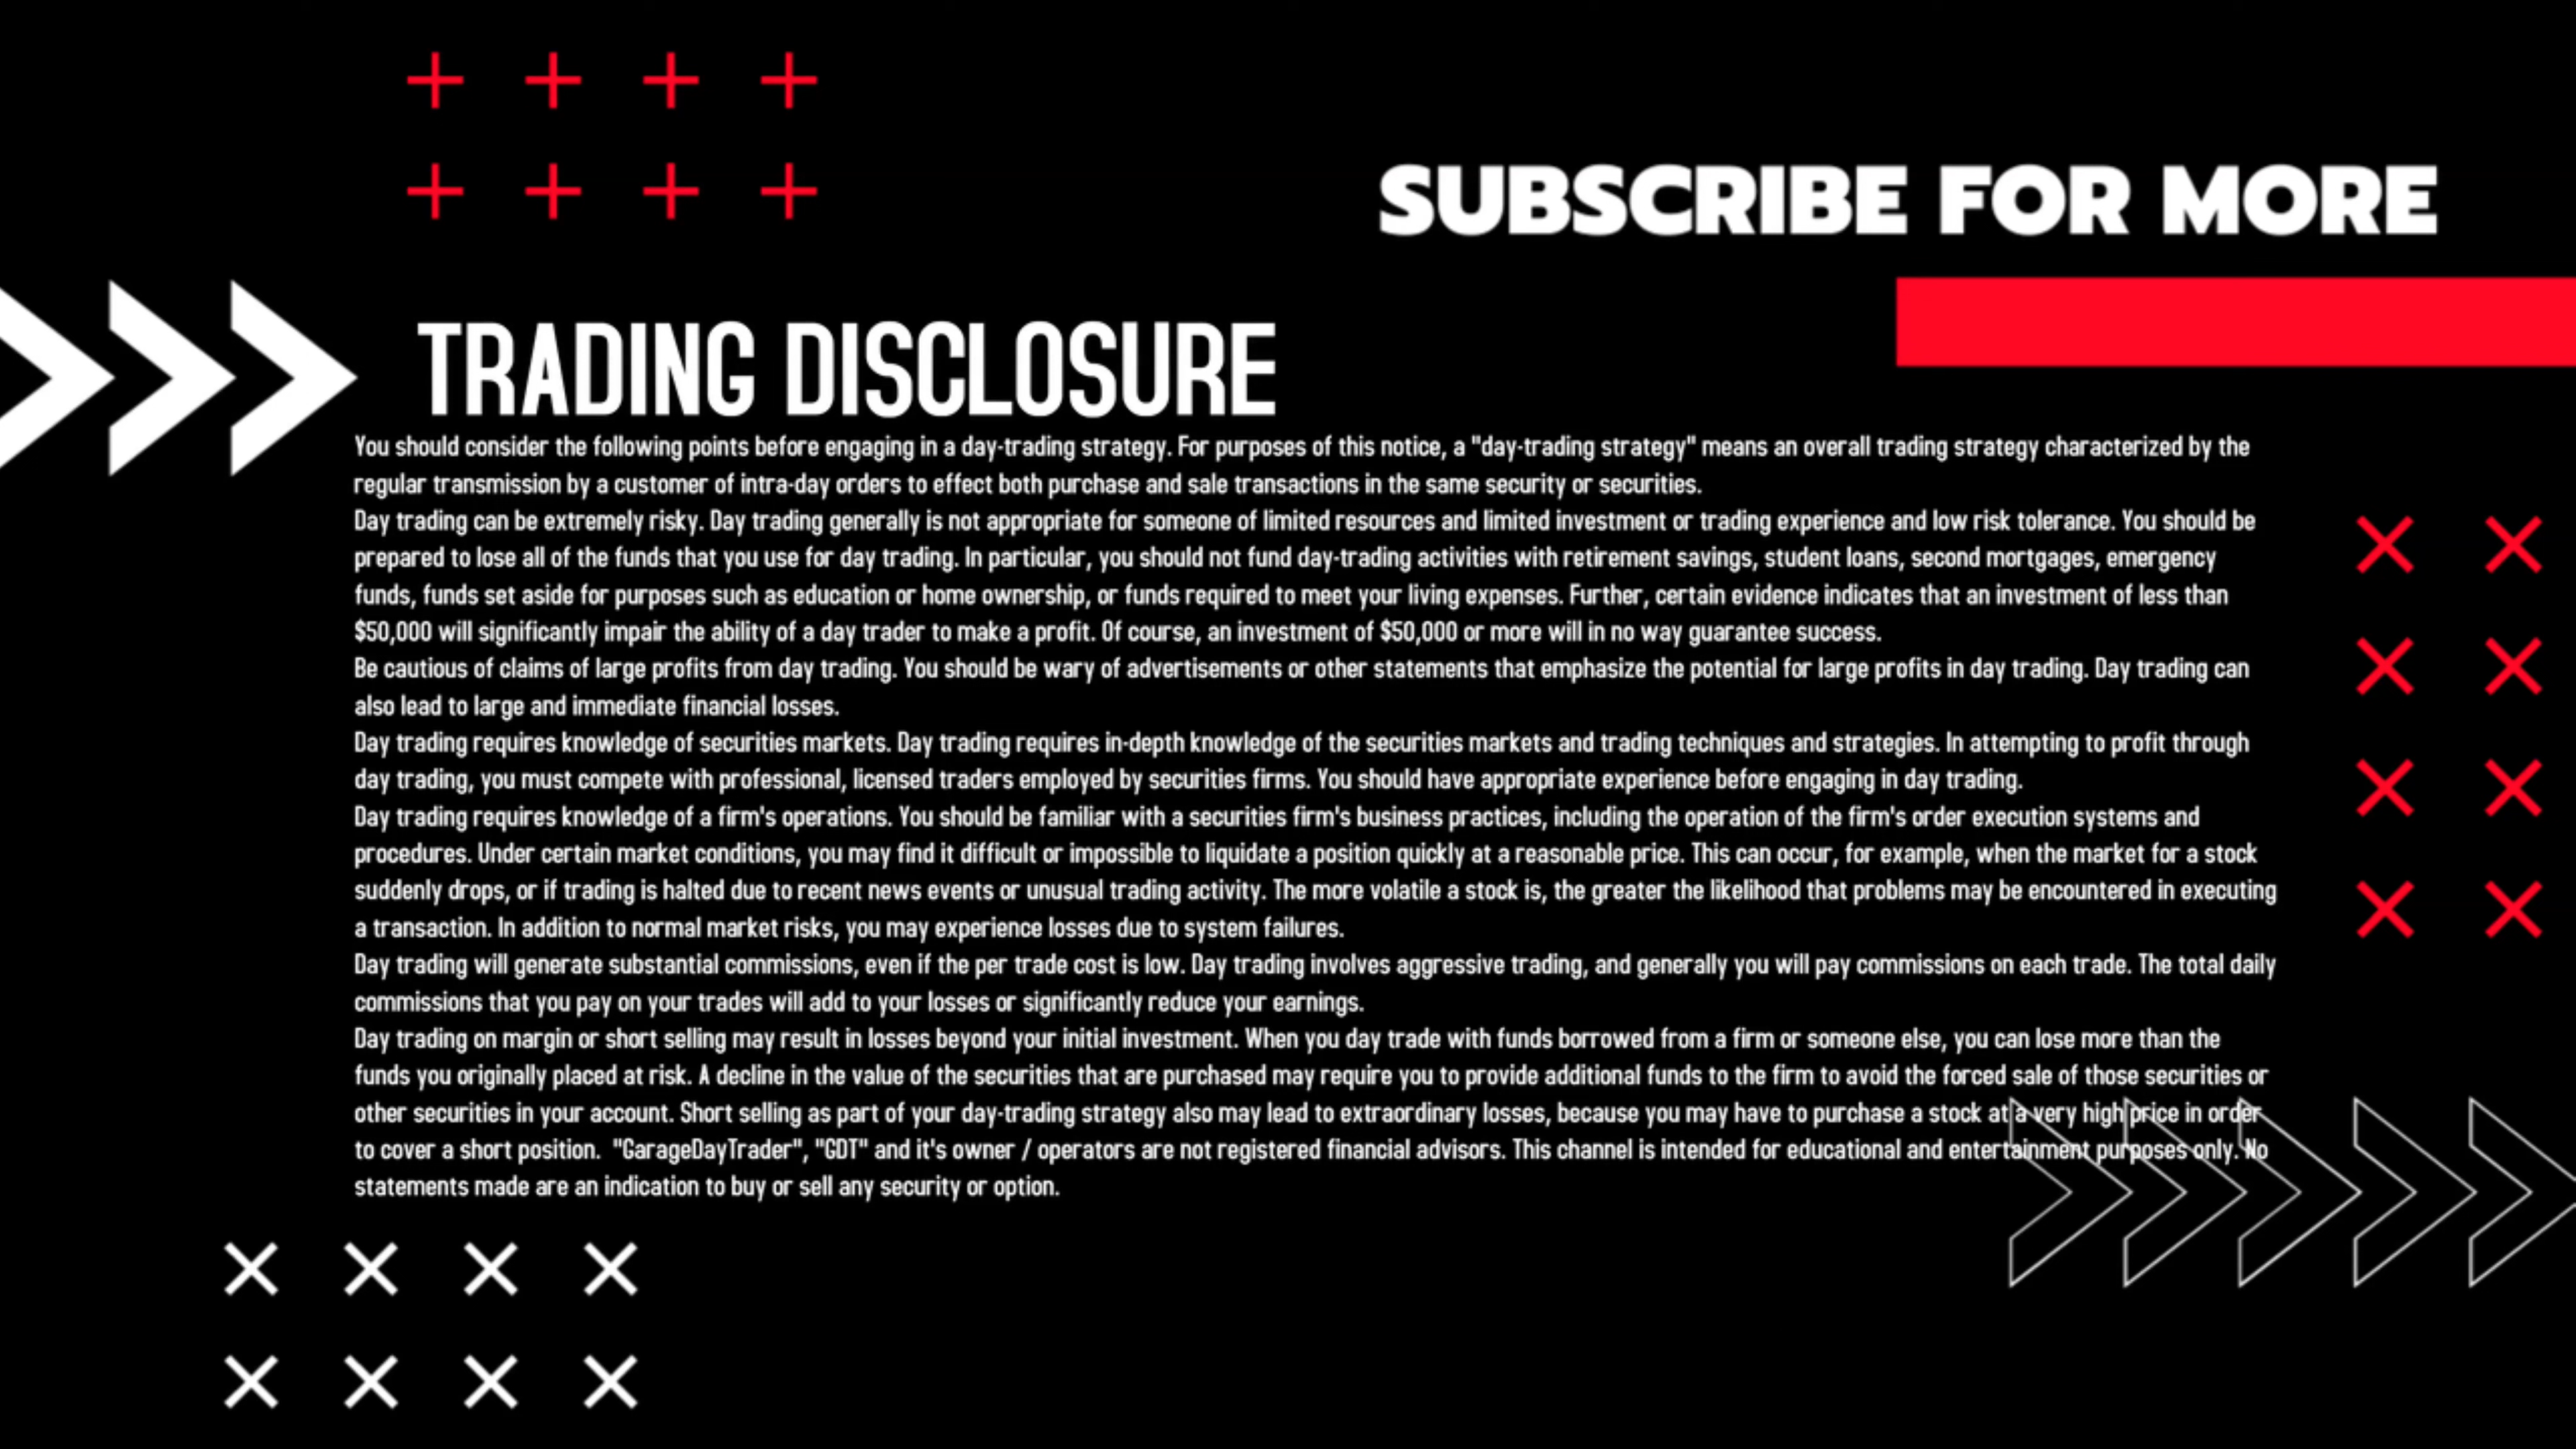 SUBSCRIBE FOR MORE
TRADING DISCLOSURE
You should consider the following points before engaging in a day-trading strategy. For purposes of this notice, a "day-trading strategy" means an overall trading strategy characterized by the
regular transmission by a customer of intra-day orders to effect both purchase and sale transactions in the same security or securities.
Day trading can be extremely risky. Day trading generally is not appropriate for someone of limited resources and limited investment or trading experience and low risk tolerance. You should be
prepared to lose all of the funds that you use for day trading. In particular, you should not fund day-trading activities with retirement savings, student loans, second mortgages, emergency
funds, funds set aside for purposes such as education or home ownership, or funds required to meet your living expenses. Further, certain evidence indicates that an investment of less than
$50,000 will significantly impair the ability of a day trader to make a profit. Of course, an investment of $50,000 or more will in no way guarantee success.
Be cautious of claims of large profits from day trading. You should be wary of advertisements or other statements that emphasize the potential for large profits in day trading. Day trading can
also lead to large and immediate financial losses.
Day trading requires knowledge of securities markets. Day trading requires in-depth knowledge of the securities markets and trading techniques and strategies. In attempting to profit through
day trading, you must compete with professional, licensed traders employed by securities firms. You should have appropriate experience before engaging in day trading.
Day trading requires knowledge of a firm's operations. You should be familiar with a securities firm's business practices, including the operation of the firm's order execution systems and
procedures. Under certain market conditions, you may find it difficult or impossible to liquidate a position quickly at a reasonable price. This can occur, for example, when the market for a stock
suddenly drops, or if trading is halted due to recent news events or unusual trading activity. The more volatile a stock is, the greater the likelihood that problems may be encountered in executing
a transaction. In addition to normal market risks, you may experience losses due to system failures.
Day trading will generate substantial commissions, even if the per trade cost is low. Day trading involves aggressive trading, and generally you will pay commissions on each trade. The total daily
commissions that you pay on your trades will add to your losses or significantly reduce your earnings.
Day trading on margin or short selling may result in losses beyond your initial investment. When you day trade with funds borrowed from a firm or someone else, you can lose more than the
funds you originally placed at risk. A decline in the value of the securities that are purchased may require you to provide additional funds to the firm to avoid the forced sale of those securities or
other securities in your account. Short selling as part of your day-trading strategy also may lead to extraordinary losses, because you may have to purchase a stock at a very high price in order
to cover a short position. "GarageDayTrader", "GDT" and it's owner / operators are not registered financial advisors. This channel is intended for educational and entertainment purposes only. No
statements made are an indication to buy or sell any security or option.